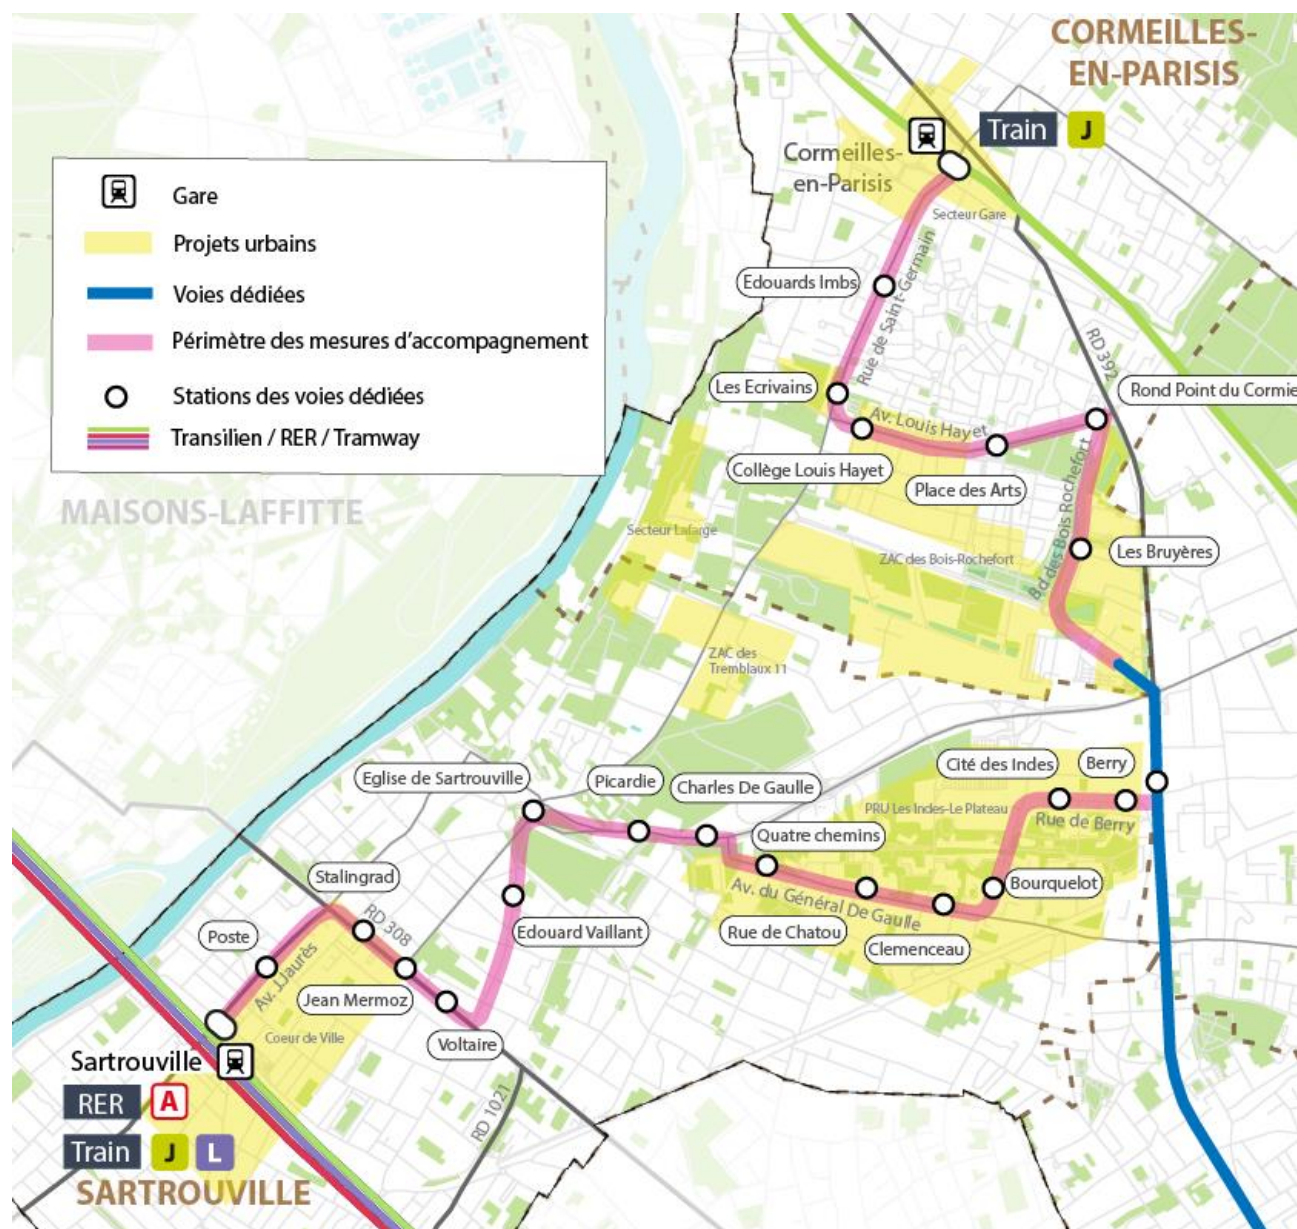 CORMEILLES-
EN-PARISIS
Train J
Cormeilles-
en-Parisis
Secteur Gare
Gare
Projets urbains
Voies dédiées
Périmètre des mesures d'accompagnement
Stations des voies dédiées
Transilien / RER / Tramway
Edouards Imbs
Rue de Saint-Germain
RD 392
Les Ecrivains
Rond Point du Cormie
Av. Louis Hayet
Collège Louis Hayet
Place des Arts
MAISONS-LAFFITTE
Secteur Lafarge
ZAC des Bois-Rochefort
Bd des Bois Rochefort
Les Bruyères
ZAC des
Tremblaux 11
Eglise de Sartrouville
Picardie
Charles De Gaulle
Cité des Indes
Berry
PRU Les Indes-Le Plateau
Rue de Berry
Quatre chemins
Stalingrad
Av. du Général De Gaulle
Bourquelot
Poste
RD 308
Edouard Vaillant
Rue de Chatou
Clemenceau
Av. J.Jaurès
Jean Mermoz
Coeur de Ville
Voltaire
Sartrouville
RER A
Train J L
RD 1021
SARTROUVILLE